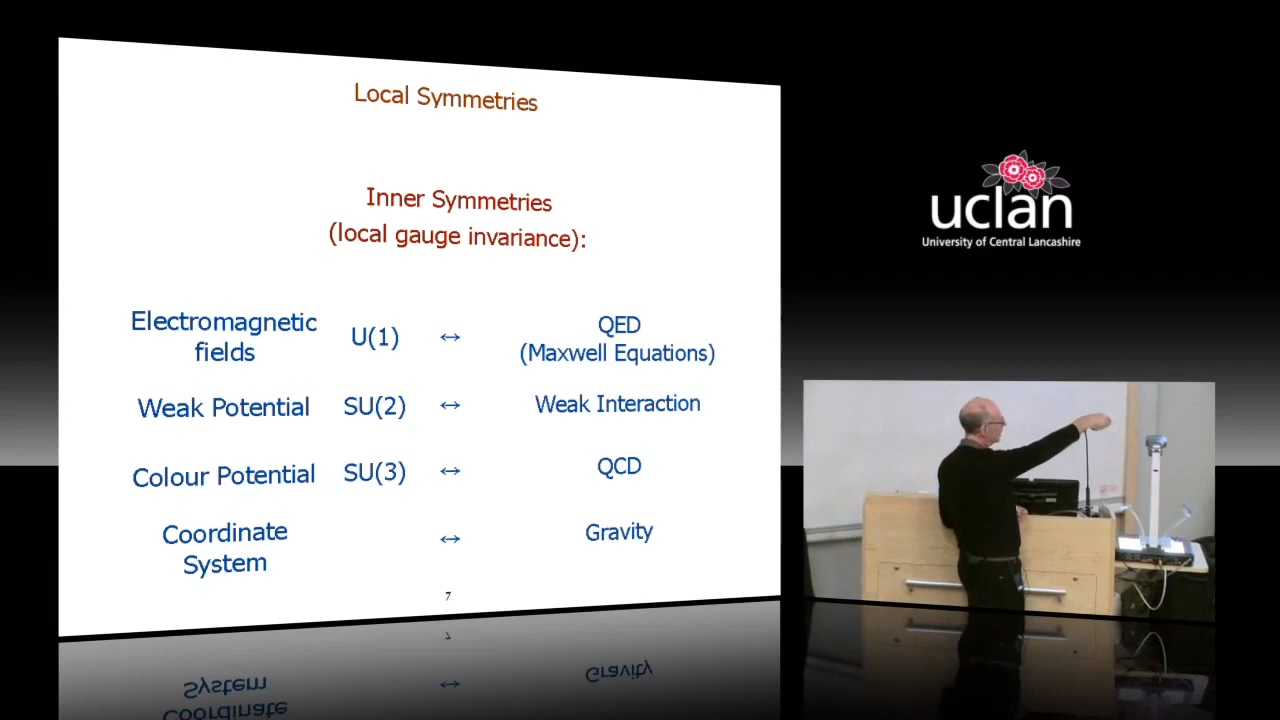 Local Symmetries
Inner Symmetries
(local gauge invariance):
Electromagnetic
fields
U(1)
↔
QED
(Maxwell Equations)
Weak Potential
SU(2)
↔
Weak Interaction
Colour Potential
SU(3)
↔
QCD
Coordinate
System
↔
Gravity
7
uclan
University of Central Lancashire